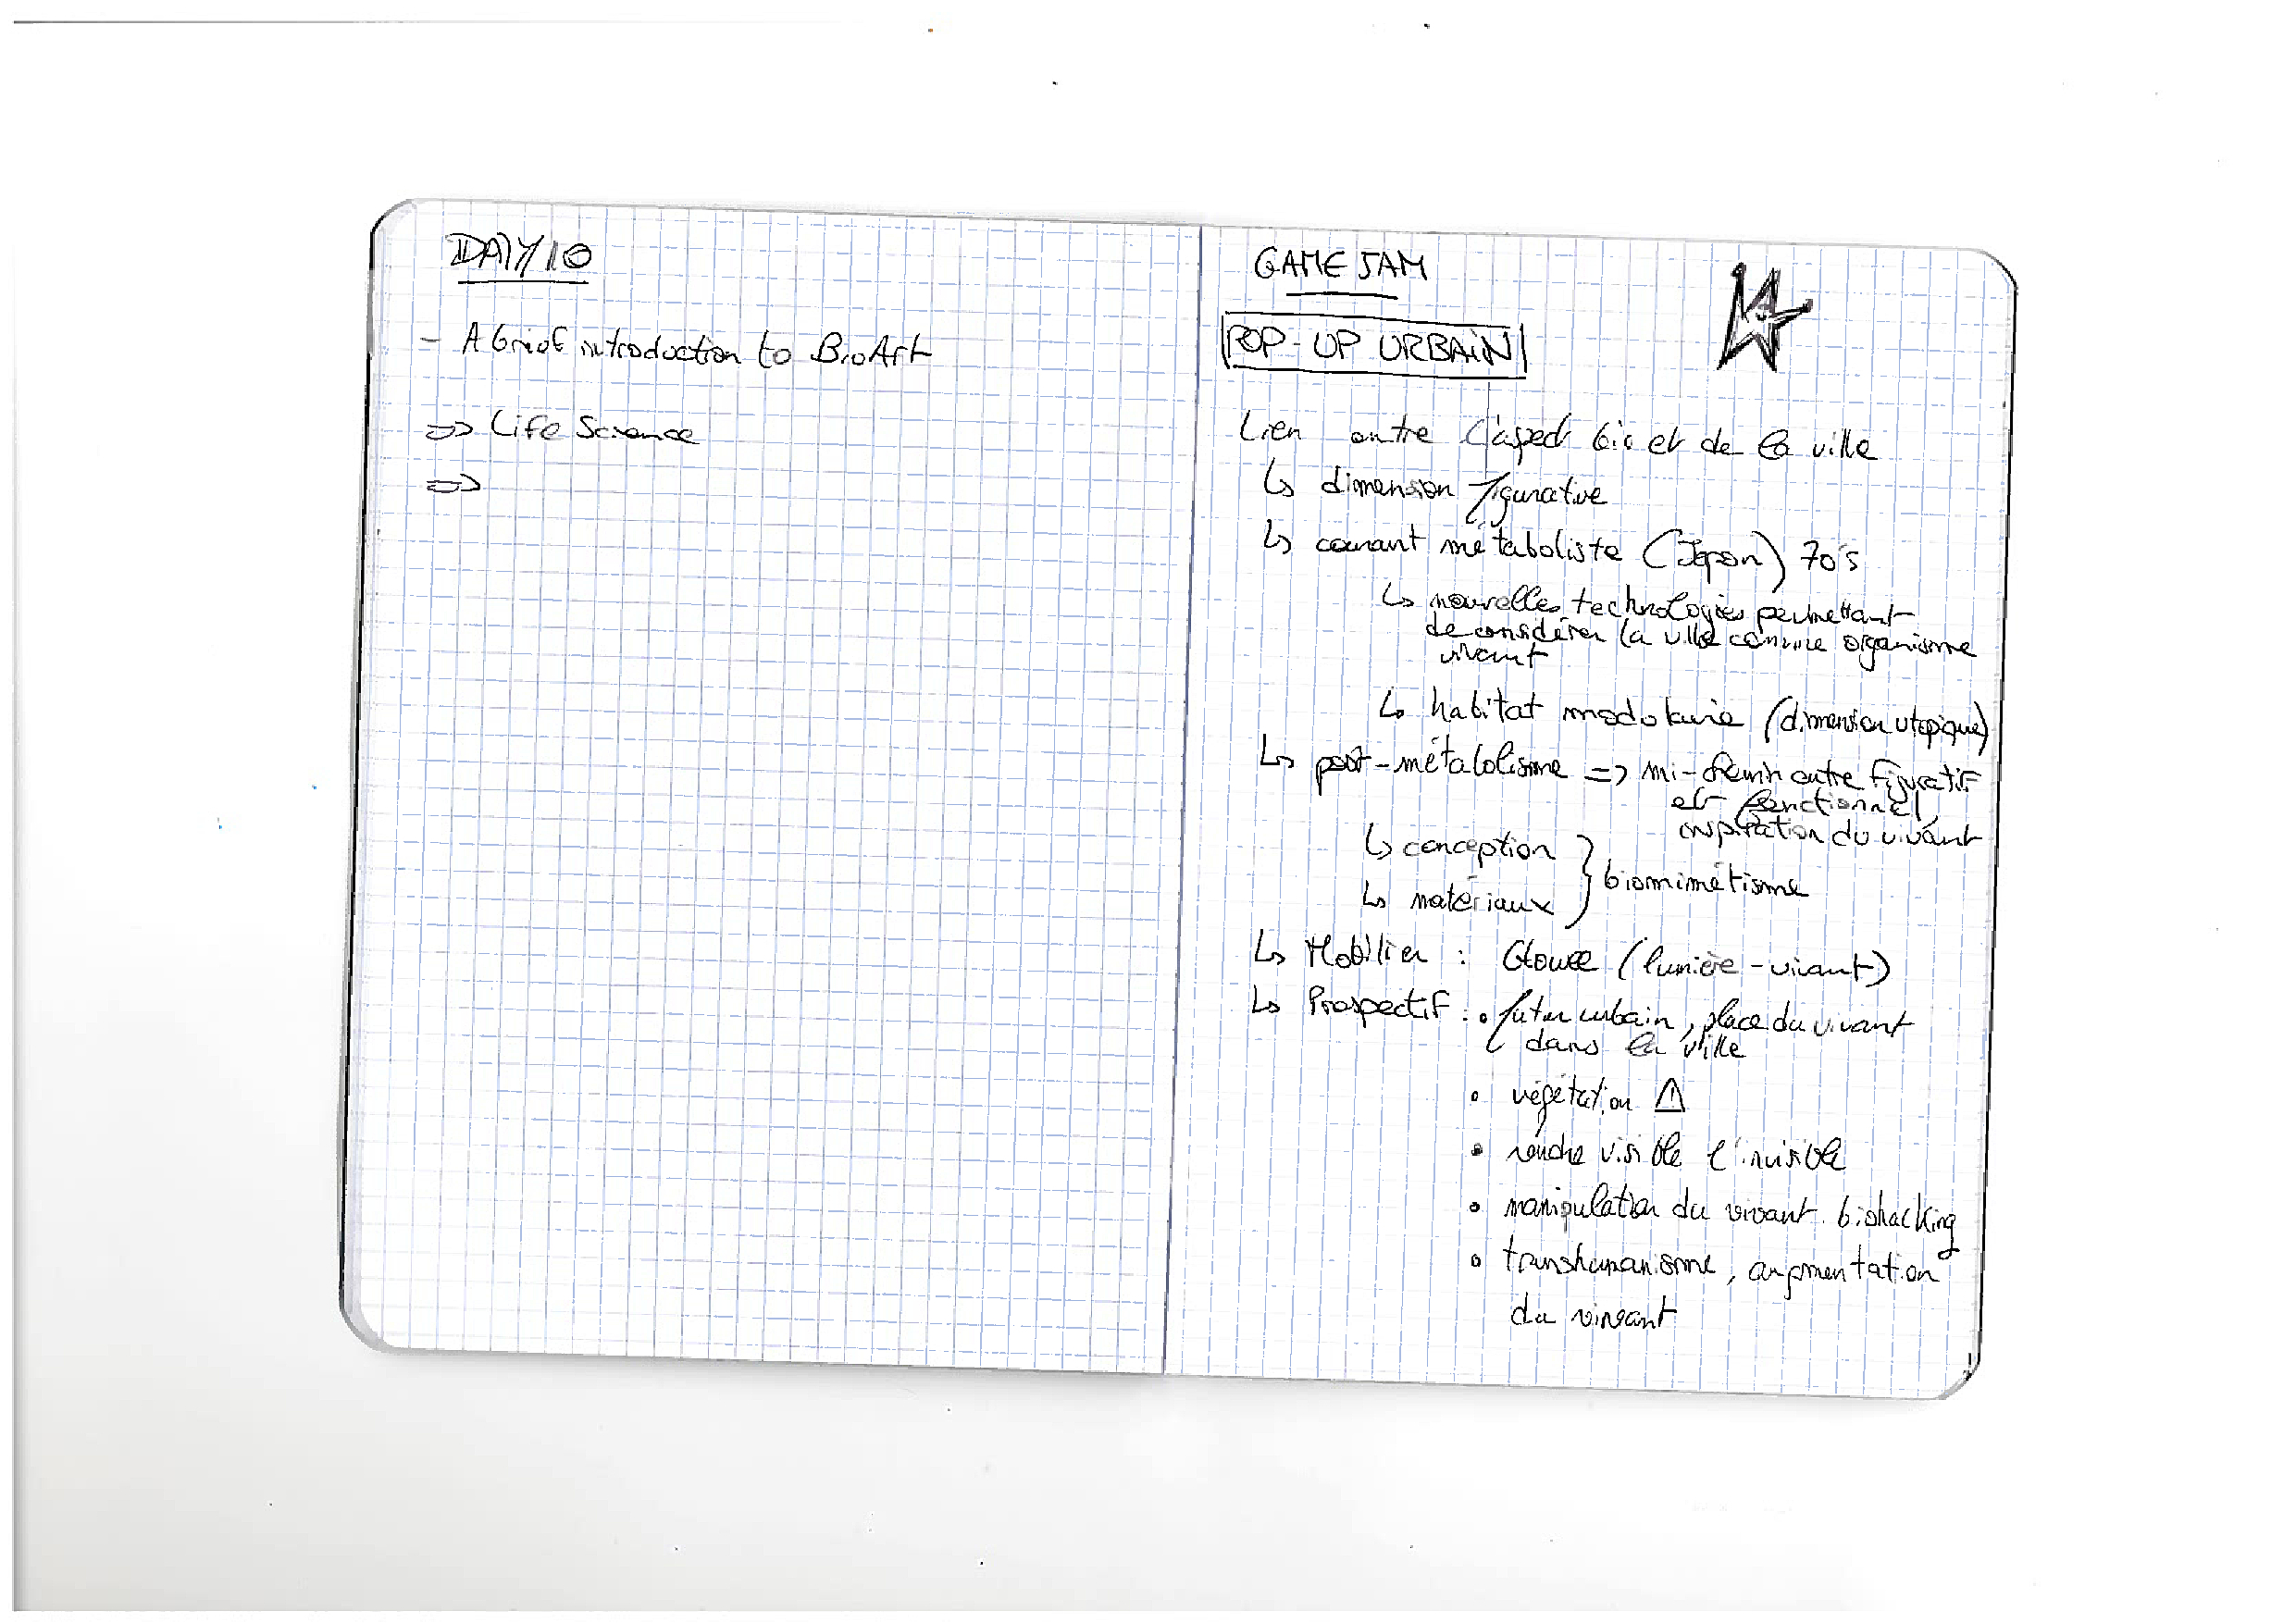 DAY 10
- A brief introduction to BioArt
=> Life Science
=>
GAME JAM
POP-UP URBAIN
Lien entre l'aspect bio et de la ville
↳ dimension figurative
↳ courant métaboliste (Japon) 70's
↳ nouvelles technologies permettant
de considérer la ville comme organisme
vivant
↳ habitat modulaire (dimension utopique)
↳ post-métabolisme => mi-chemin entre figuratif
et fonctionnel,
inspiration du vivant
↳ conception
↳ matériaux } biomimétisme
↳ Mobilier : Glowee (lumière - vivant)
↳ Prospectif : • futur urbain, place du vivant
dans la ville
• végétation ⚠
• rendre visible l'invisible
• manipulation du vivant. biohacking
• transhumanisme, augmentation
du vivant